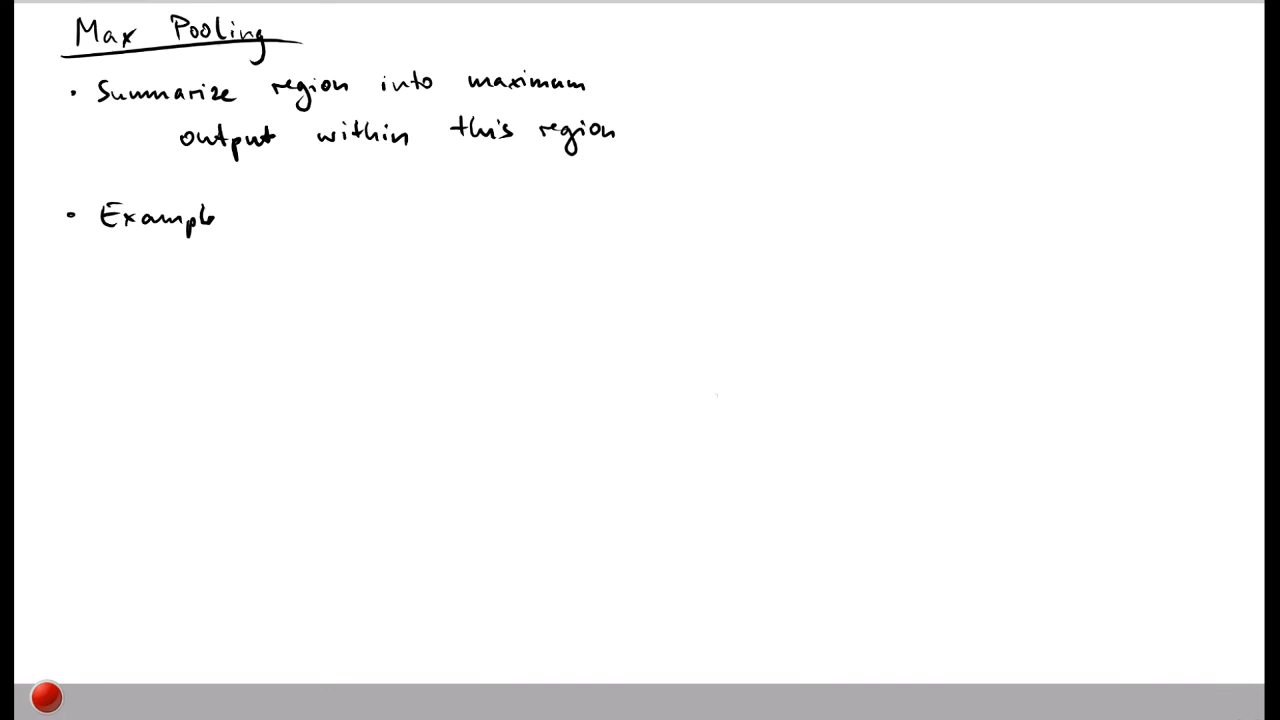 Max Pooling
· Summarize region into maximum
output within this region
· Example